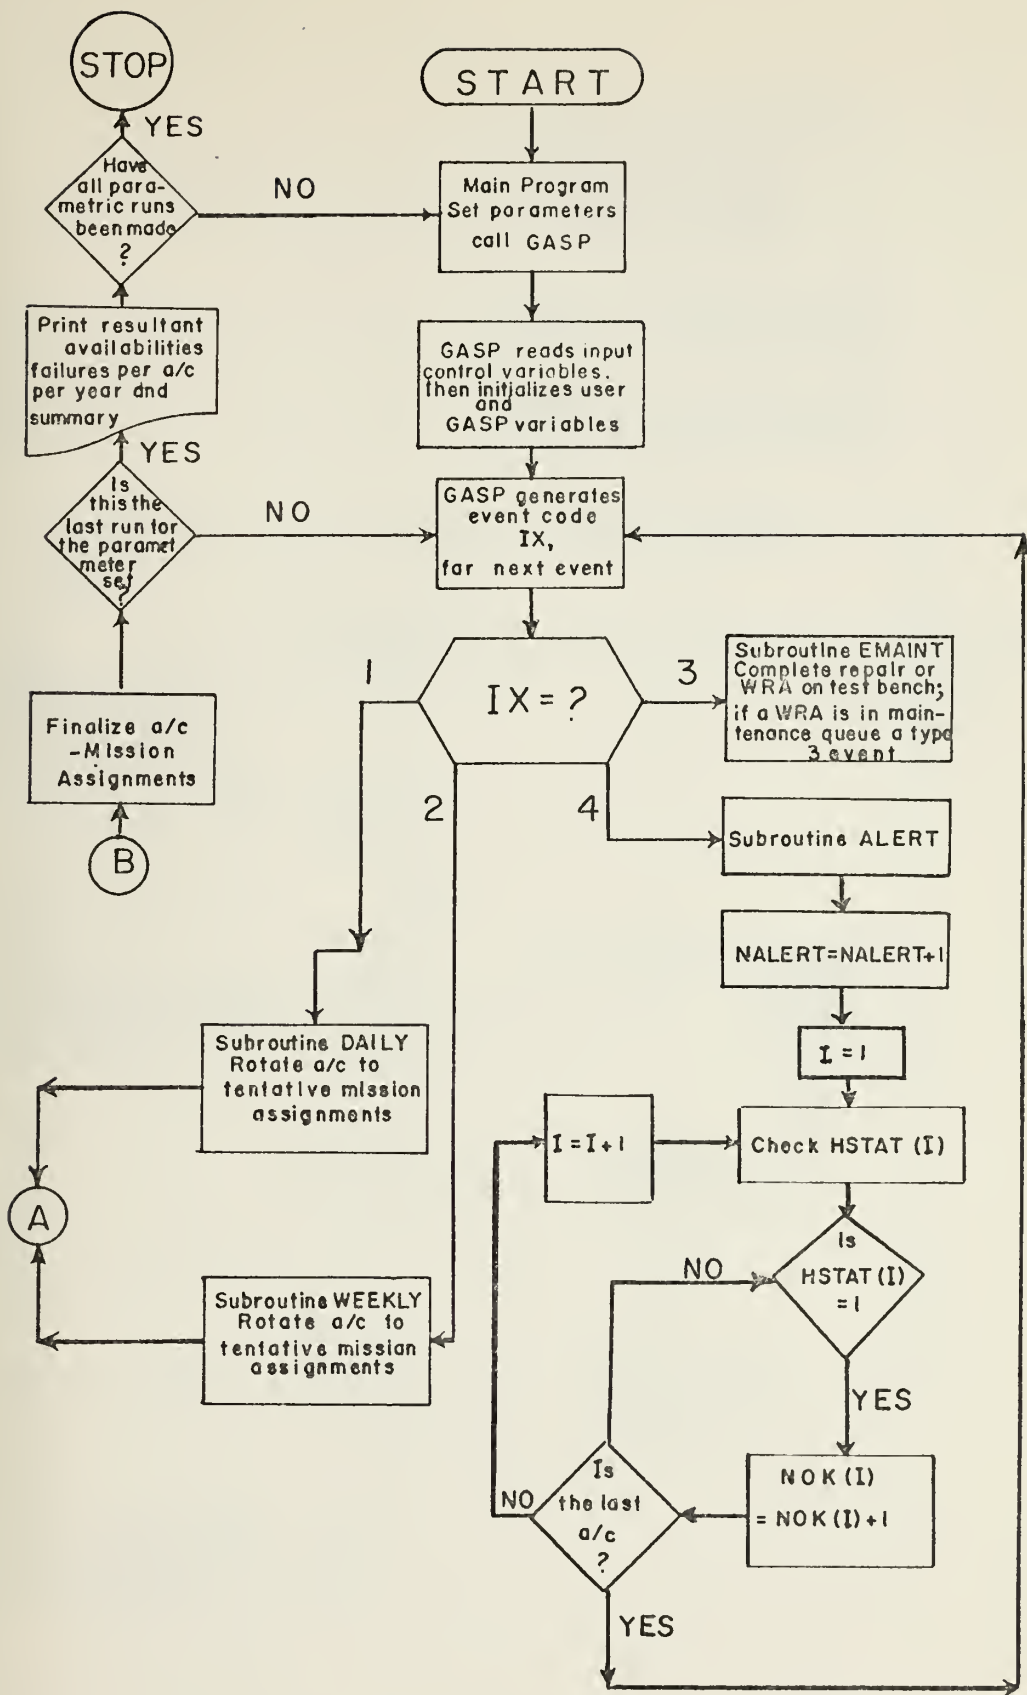 STOP
START
YES
Have
all para-
metric runs
been made
?
NO
Main Program
Set parameters
call GASP
Print resultant
availabilities
failures per a/c
per year dnd
summary
GASP reads input
control variables.
then initializes user
and
GASP variables
YES
Is
this the
last run for
the paramet
meter
set
?
NO
GASP generates
event code
IX,
far next event
1
IX = ?
3
Subroutine EMAINT
Complete repair or
WRA on test bench;
if a WRA is in main-
tenance queue a type
3 event
Finalize a/c
-Mission
Assignments
2
4
B
Subroutine ALERT
NALERT=NALERT+1
I = 1
Subroutine DAILY
Rotate a/c to
tentative mission
assignments
I = I+1
Check HSTAT (I)
A
Is
HSTAT (I)
= 1
NO
Subroutine WEEKLY
Rotate a/c to
tentative mission
assignments
YES
NOK (I)
= NOK (I) + 1
Is
the last
a/c
?
NO
YES